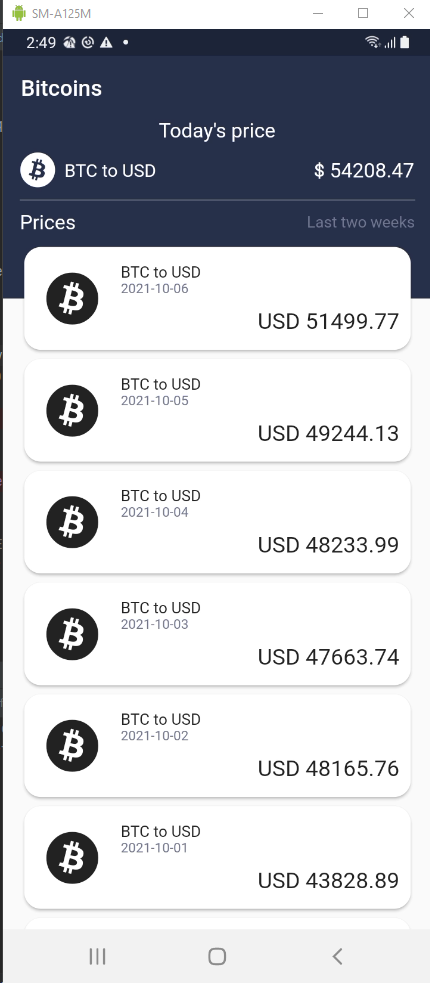 SM-A125M
2:49
Bitcoins
Today's price
BTC to USD
$ 54208.47
Prices
Last two weeks
BTC to USD
2021-10-06
USD 51499.77
BTC to USD
2021-10-05
USD 49244.13
BTC to USD
2021-10-04
USD 48233.99
BTC to USD
2021-10-03
USD 47663.74
BTC to USD
2021-10-02
USD 48165.76
BTC to USD
2021-10-01
USD 43828.89